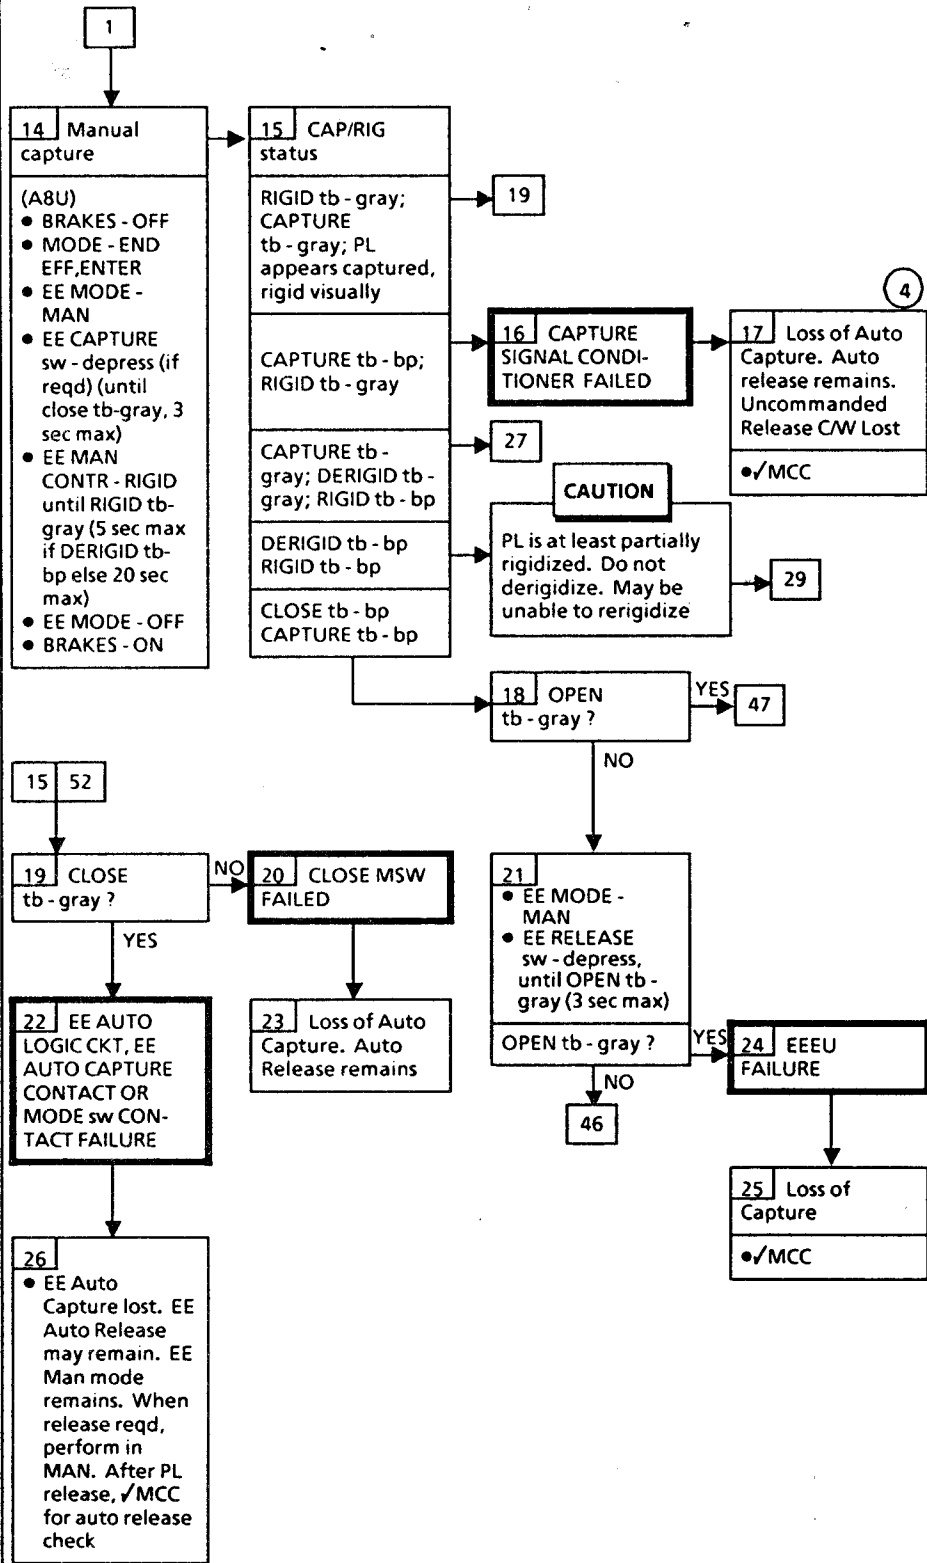 1
14 Manual
capture
(A8U)
● BRAKES - OFF
● MODE - END
EFF,ENTER
● EE MODE -
MAN
● EE CAPTURE
sw - depress (if
reqd) (until
close tb-gray, 3
sec max)
● EE MAN
CONTR - RIGID
until RIGID tb-
gray (5 sec max
if DERIGID tb-
bp else 20 sec
max)
● EE MODE - OFF
● BRAKES - ON
15 CAP/RIG
status
RIGID tb - gray;
CAPTURE
tb - gray; PL
appears captured,
rigid visually
19
CAPTURE tb - bp;
RIGID tb - gray
16 CAPTURE
SIGNAL CONDI-
TIONER FAILED
4
17 Loss of Auto
Capture. Auto
release remains.
Uncommanded
Release C/W Lost
●✓MCC
CAPTURE tb -
gray; DERIGID tb -
gray; RIGID tb - bp
27
DERIGID tb - bp
RIGID tb - bp
CAUTION
PL is at least partially
rigidized. Do not
derigidize. May be
unable to rerigidize
29
CLOSE tb - bp
CAPTURE tb - bp
18 OPEN
tb - gray ?
YES
47
NO
15 52
19 CLOSE
tb - gray ?
NO
20 CLOSE MSW
FAILED
YES
23 Loss of Auto
Capture. Auto
Release remains
22 EE AUTO
LOGIC CKT, EE
AUTO CAPTURE
CONTACT OR
MODE sw CON-
TACT FAILURE
26
● EE Auto
Capture lost. EE
Auto Release
may remain. EE
Man mode
remains. When
release reqd,
perform in
MAN. After PL
release, ✓MCC
for auto release
check
21
● EE MODE -
MAN
● EE RELEASE
sw - depress,
until OPEN tb -
gray (3 sec max)
OPEN tb - gray ?
YES
NO
46
24 EEEU
FAILURE
25 Loss of
Capture
●✓MCC